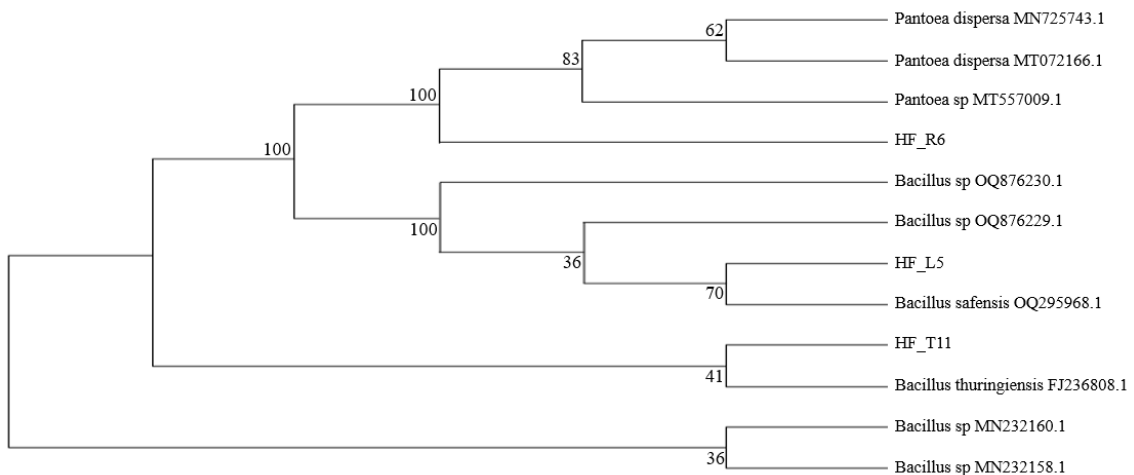 Pantoea dispersa MN725743.1
62
Pantoea dispersa MT072166.1
83
Pantoea sp MT557009.1
100
HF_R6
100
Bacillus sp OQ876230.1
Bacillus sp OQ876229.1
100
36
HF_L5
70
Bacillus safensis OQ295968.1
HF_T11
41
Bacillus thuringiensis FJ236808.1
Bacillus sp MN232160.1
36
Bacillus sp MN232158.1